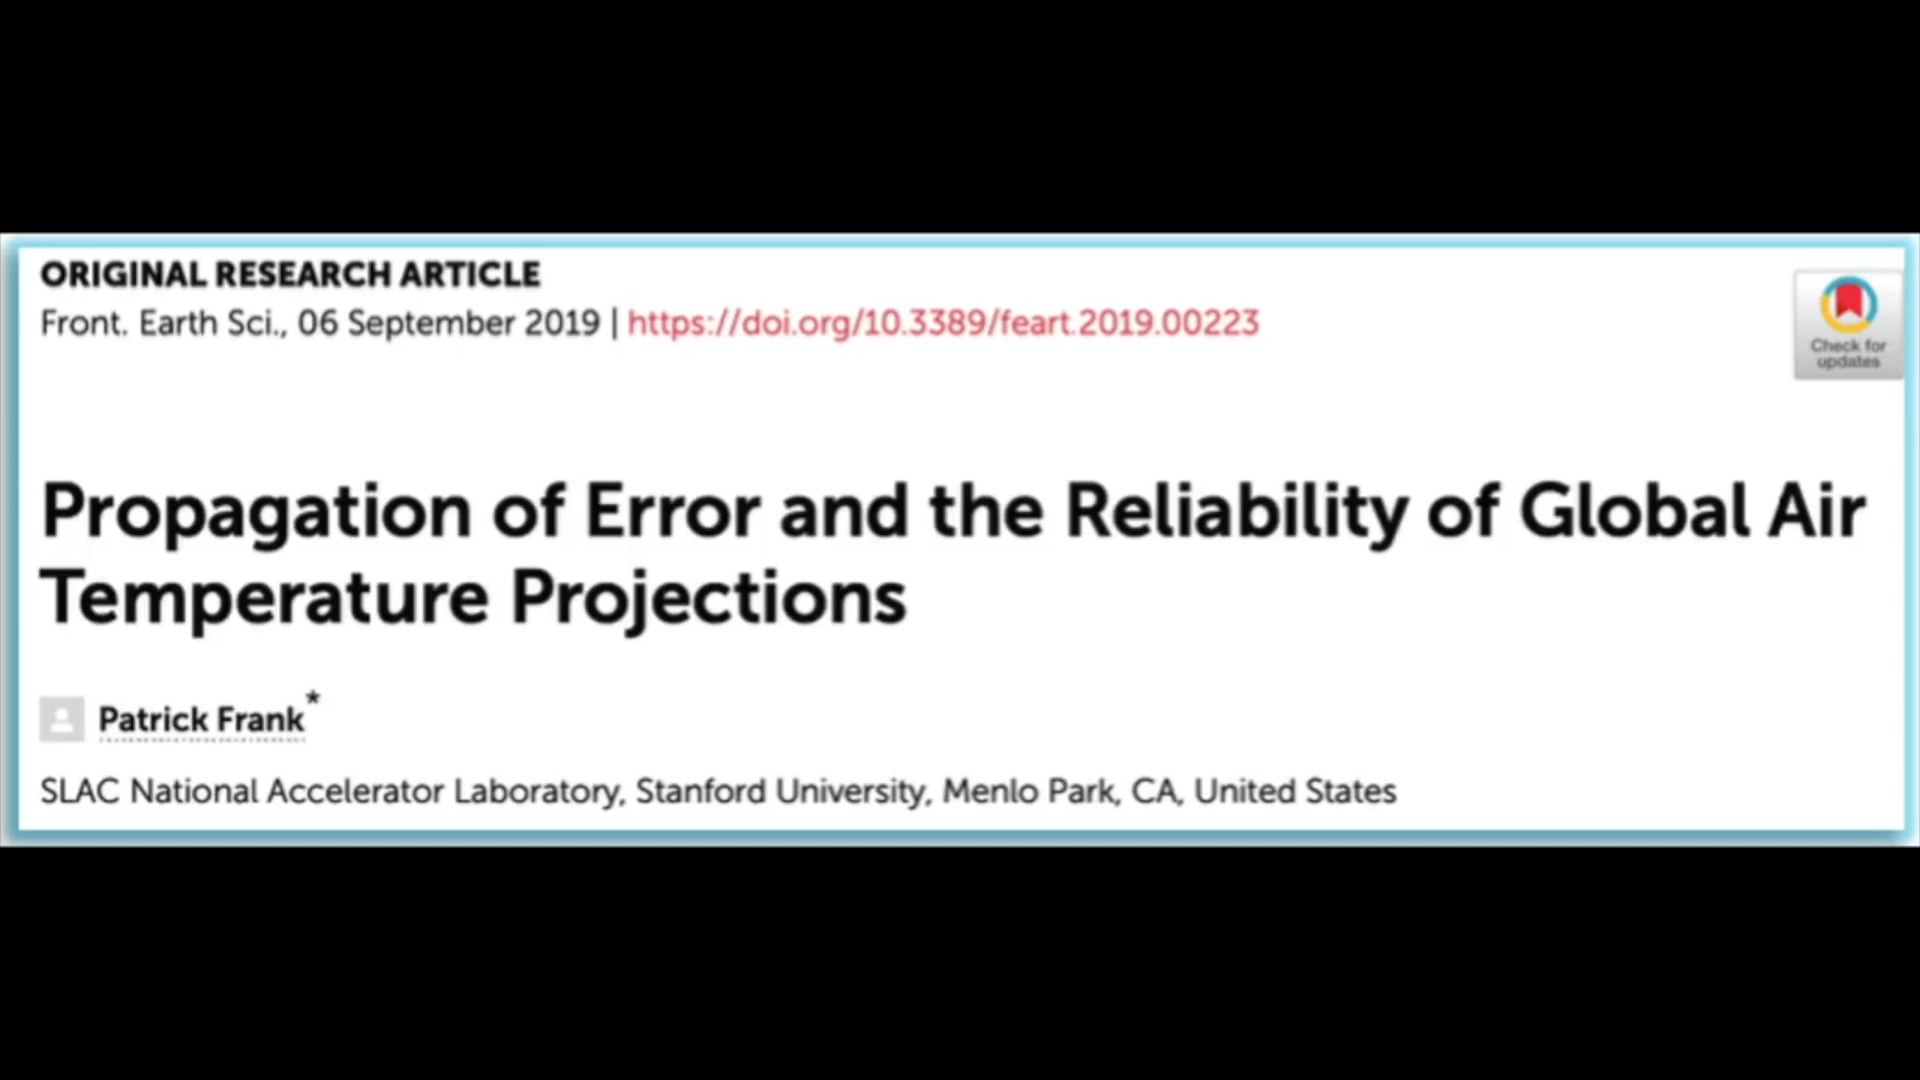 ORIGINAL RESEARCH ARTICLE
Front. Earth Sci., 06 September 2019 | https://doi.org/10.3389/feart.2019.00223
Check for
updates
Propagation of Error and the Reliability of Global Air
Temperature Projections
Patrick Frank*
SLAC National Accelerator Laboratory, Stanford University, Menlo Park, CA, United States